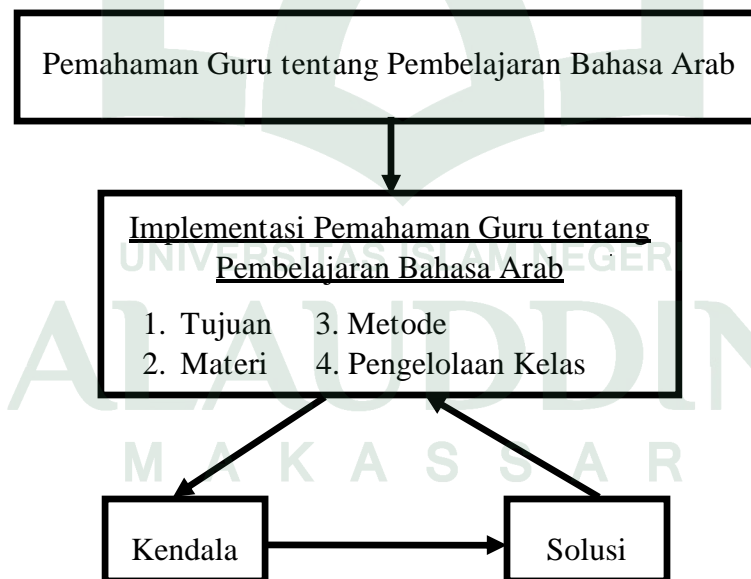 Pemahaman Guru tentang Pembelajaran Bahasa Arab
Implementasi Pemahaman Guru tentang
Pembelajaran Bahasa Arab
UNIVERSITAS ISLAM NEGERI
1. Tujuan 3. Metode
2. Materi 4. Pengelolaan Kelas
ALAUDDIN
MAKASSAR
Kendala
Solusi